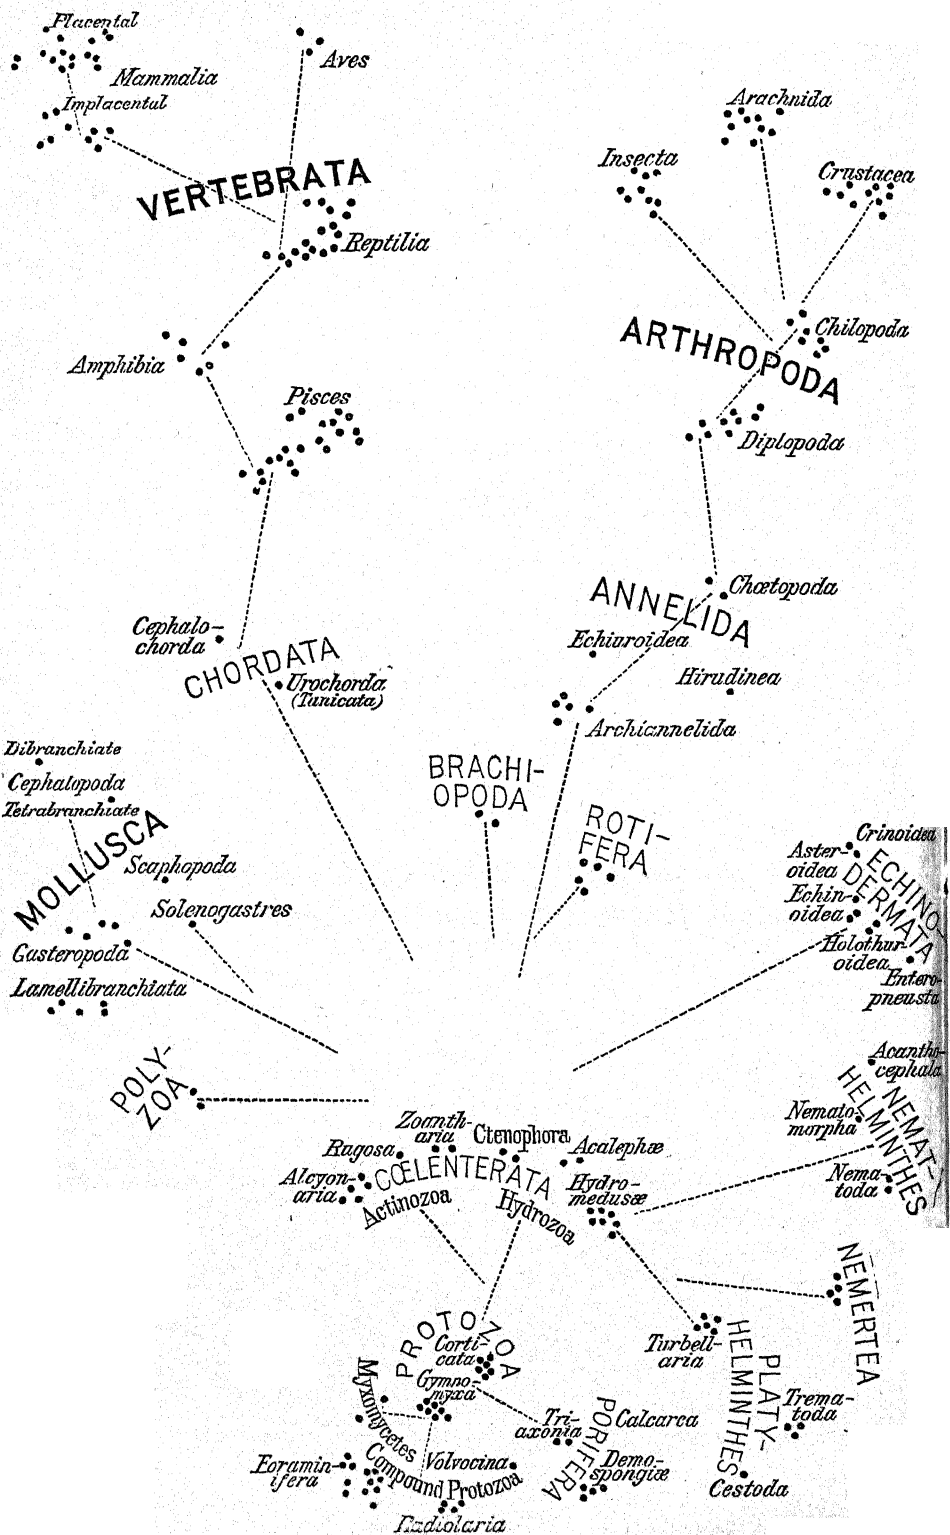 Placental
Mammalia
Implacental
Aves
VERTEBRATA
Reptilia
Amphibia
Pisces
Arachnida
Insecta
Crustacea
ARTHROPODA
Chilopoda
Diplopoda
ANNELIDA
Chœtopoda
Echiuroidea
Hirudinea
Archiannelida
Cephalo-
chorda
CHORDATA
Urochorda
(Tunicata)
Dibranchiate
Cephalopoda
Tetrabranchiate
MOLLUSCA
Scaphopoda
Solenogastres
Gasteropoda
Lamellibranchiata
BRACHI-
OPODA
ROTI-
FERA
Crinoidea
Aster-
oidea
ECHINO-
DERMATA
Echin-
oidea
Holothur-
oidea
Entero-
pneusta
POLY-
ZOA
Acantho-
cephala
NEMAT-
HELMINTHES
Nemato-
morpha
Nema-
toda
Zoanth-
aria
Ctenophora
Ragosa
Acalephæ
Alcyon-
aria
CŒLENTERATA
Hydro-
medusæ
Actinozoa
Hydrozoa
NEMERTEA
PROTOZOA
Corti-
cata
Gymno-
myxa
Turbell-
aria
PLATY-
HELMINTHES
Trema-
toda
Cestoda
Myxomycetes
Tri-
axonia
Calcarea
PORIFERA
Demo-
spongiæ
Foramin-
ifera
Volvocina
Compound Protozoa
Radiolaria